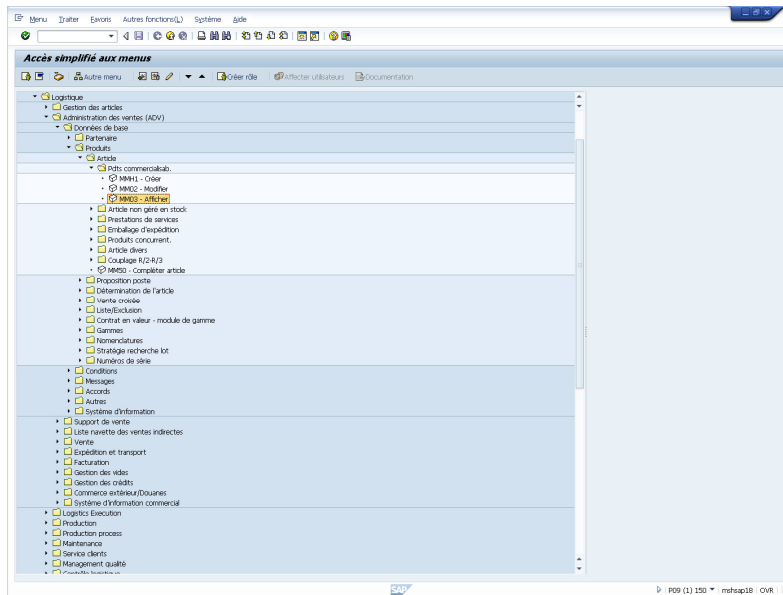 Menu Traiter Favoris Autres fonctions(L) Système Aide
Accès simplifié aux menus
Autre menu Créer rôle Affecter utilisateurs Documentation
Logistique
Gestion des articles
Administration des ventes (ADV)
Données de base
Partenaire
Produits
Article
Pdts commercialisab.
MMH1 - Créer
MM02 - Modifier
MM03 - Afficher
Article non géré en stock
Prestations de services
Emballage d'expédition
Produits concurrent.
Article divers
Couplage R/2-R/3
MM50 - Compléter article
Proposition poste
Détermination de l'article
Vente croisée
Liste/Exclusion
Contrat en valeur - module de gamme
Gammes
Nomenclatures
Stratégie recherche lot
Numéros de série
Conditions
Messages
Accords
Autres
Système d'information
Support de vente
Liste navette des ventes indirectes
Vente
Expédition et transport
Facturation
Gestion des vides
Gestion des crédits
Commerce extérieur/Douanes
Système d'information commercial
Logistics Execution
Production
Production process
Maintenance
Service clients
Management qualité
Contrôle logistique
SAP P09 (1) 150 mshsap18 OVR